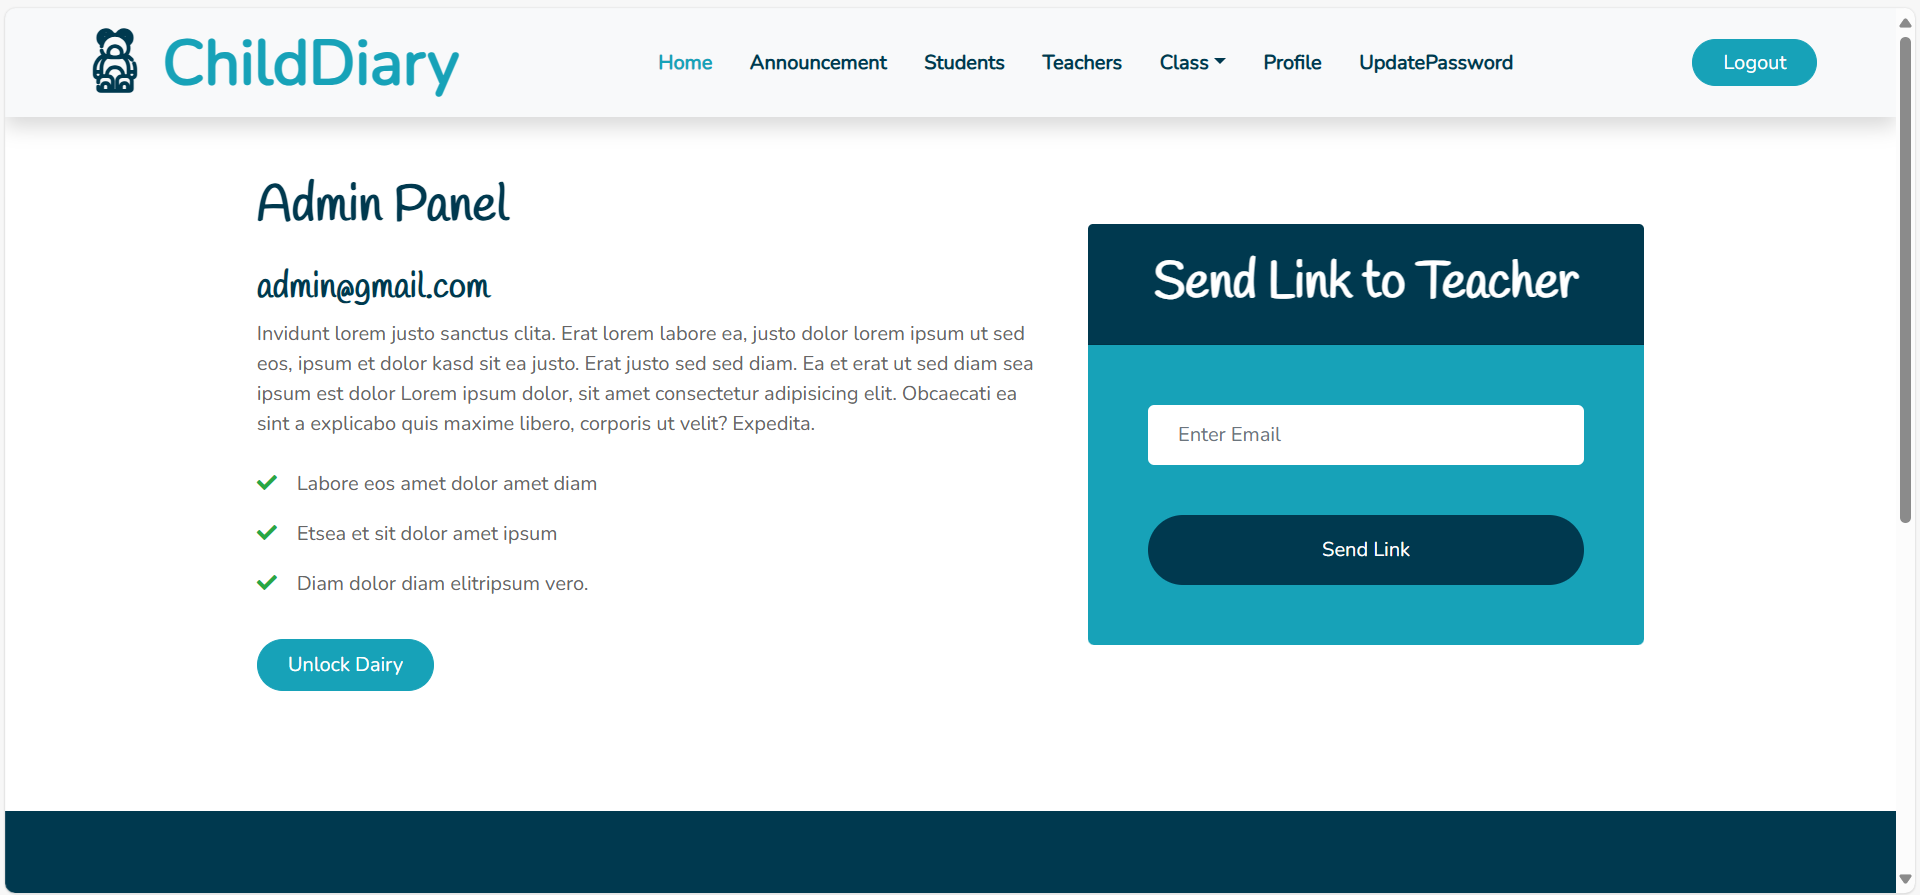 ChildDiary
Home Announcement Students Teachers Class Profile UpdatePassword
Logout
Admin Panel
admin@gmail.com
Invidunt lorem justo sanctus clita. Erat lorem labore ea, justo dolor lorem ipsum ut sed
eos, ipsum et dolor kasd sit ea justo. Erat justo sed sed diam. Ea et erat ut sed diam sea
ipsum est dolor Lorem ipsum dolor, sit amet consectetur adipisicing elit. Obcaecati ea
sint a explicabo quis maxime libero, corporis ut velit? Expedita.
Labore eos amet dolor amet diam
Etsea et sit dolor amet ipsum
Diam dolor diam elitripsum vero.
Unlock Dairy
Send Link to Teacher
Enter Email
Send Link